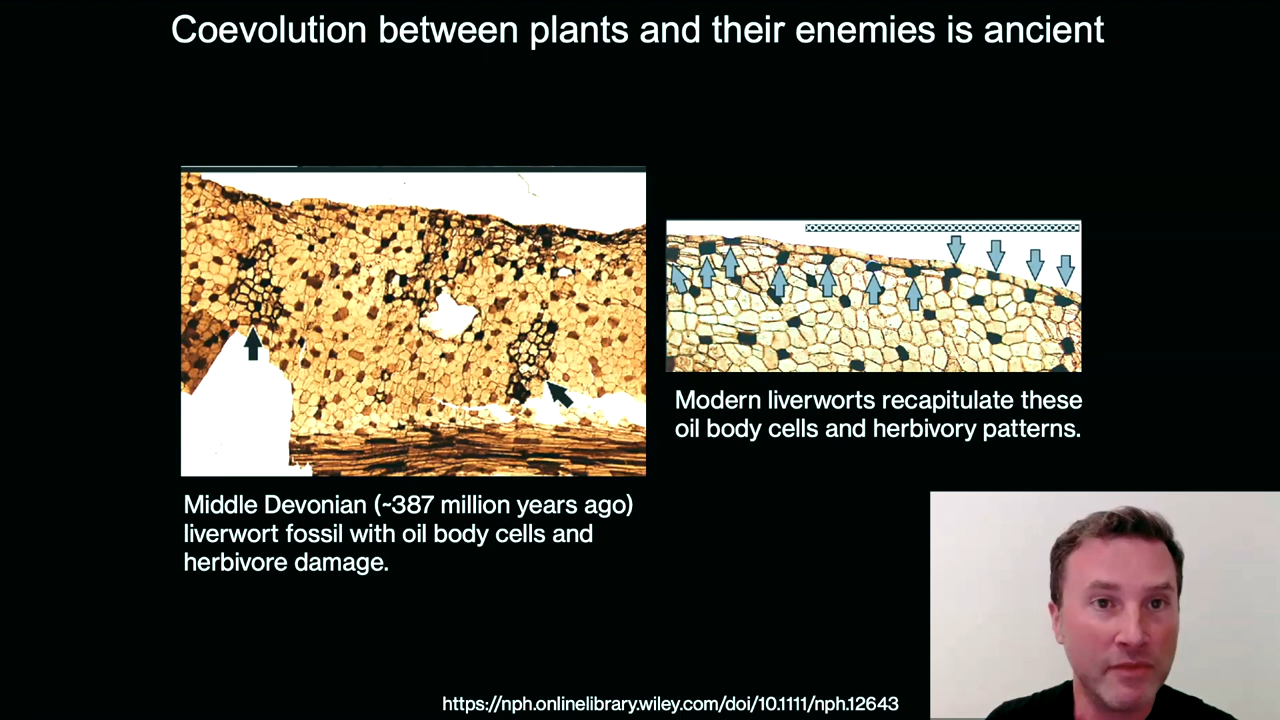 Coevolution between plants and their enemies is ancient
Middle Devonian (~387 million years ago)
liverwort fossil with oil body cells and
herbivore damage.
Modern liverworts recapitulate these
oil body cells and herbivory patterns.
https://nph.onlinelibrary.wiley.com/doi/10.1111/nph.12643